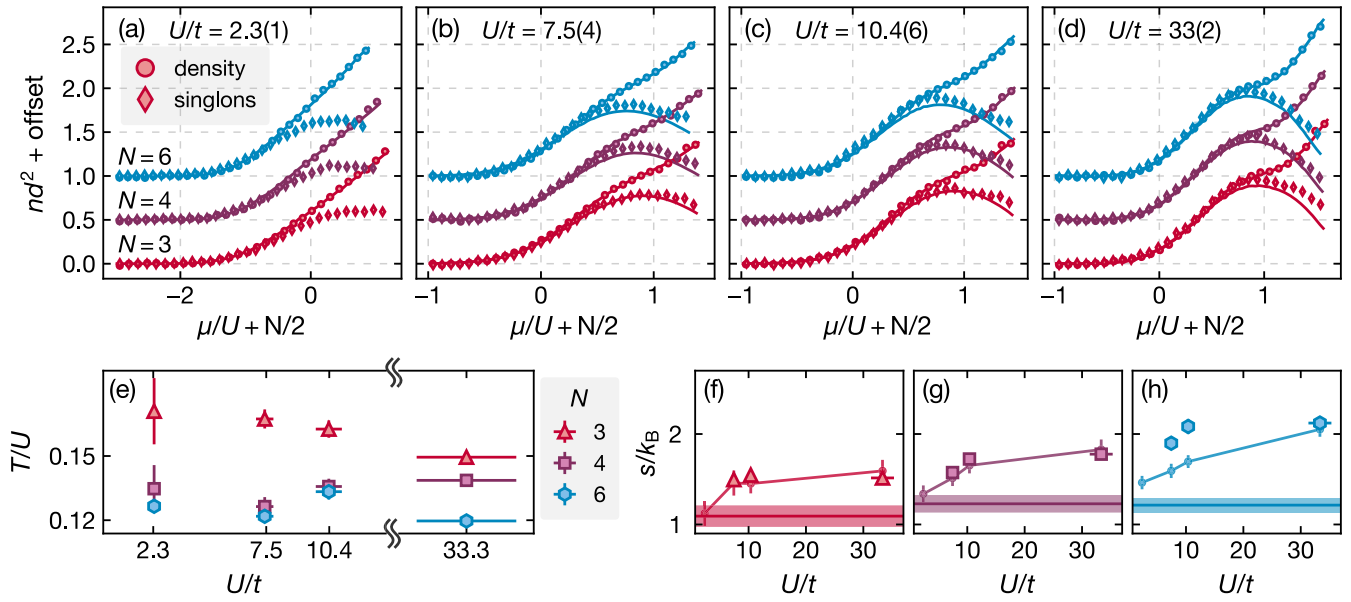 (a) U/t = 2.3(1)
(b) U/t = 7.5(4)
(c) U/t = 10.4(6)
(d) U/t = 33(2)
nd² + offset
2.5
2.0
1.5
1.0
0.5
0.0
density
singlons
N = 6
N = 4
N = 3
−2 0
−1 0 1
−1 0 1
−1 0 1
μ/U + N/2
μ/U + N/2
μ/U + N/2
μ/U + N/2
(e)
T/U
0.15
0.12
2.3 7.5 10.4 33.3
U/t
N
3
4
6
(f)
(g)
(h)
s/k_B
2
1
10 20 30
10 20 30
10 20 30
U/t
U/t
U/t